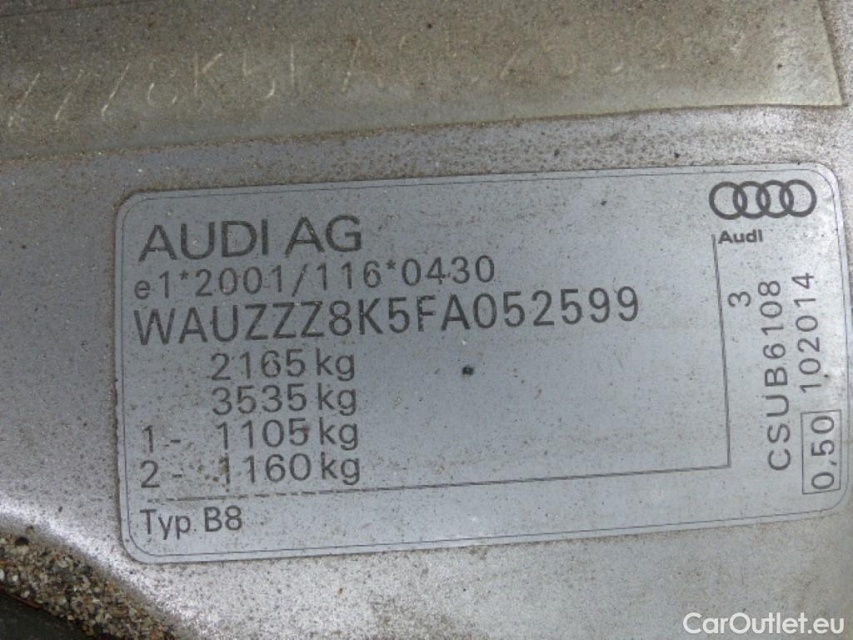 AUDI AG
e1*2001/116*0430
WAUZZZ8K5FA052599
2165 kg
3535 kg
1- 1105 kg
2- 1160 kg
Typ B8
Audi
3
CSUB6108
102014
0,50
CarOutlet.eu